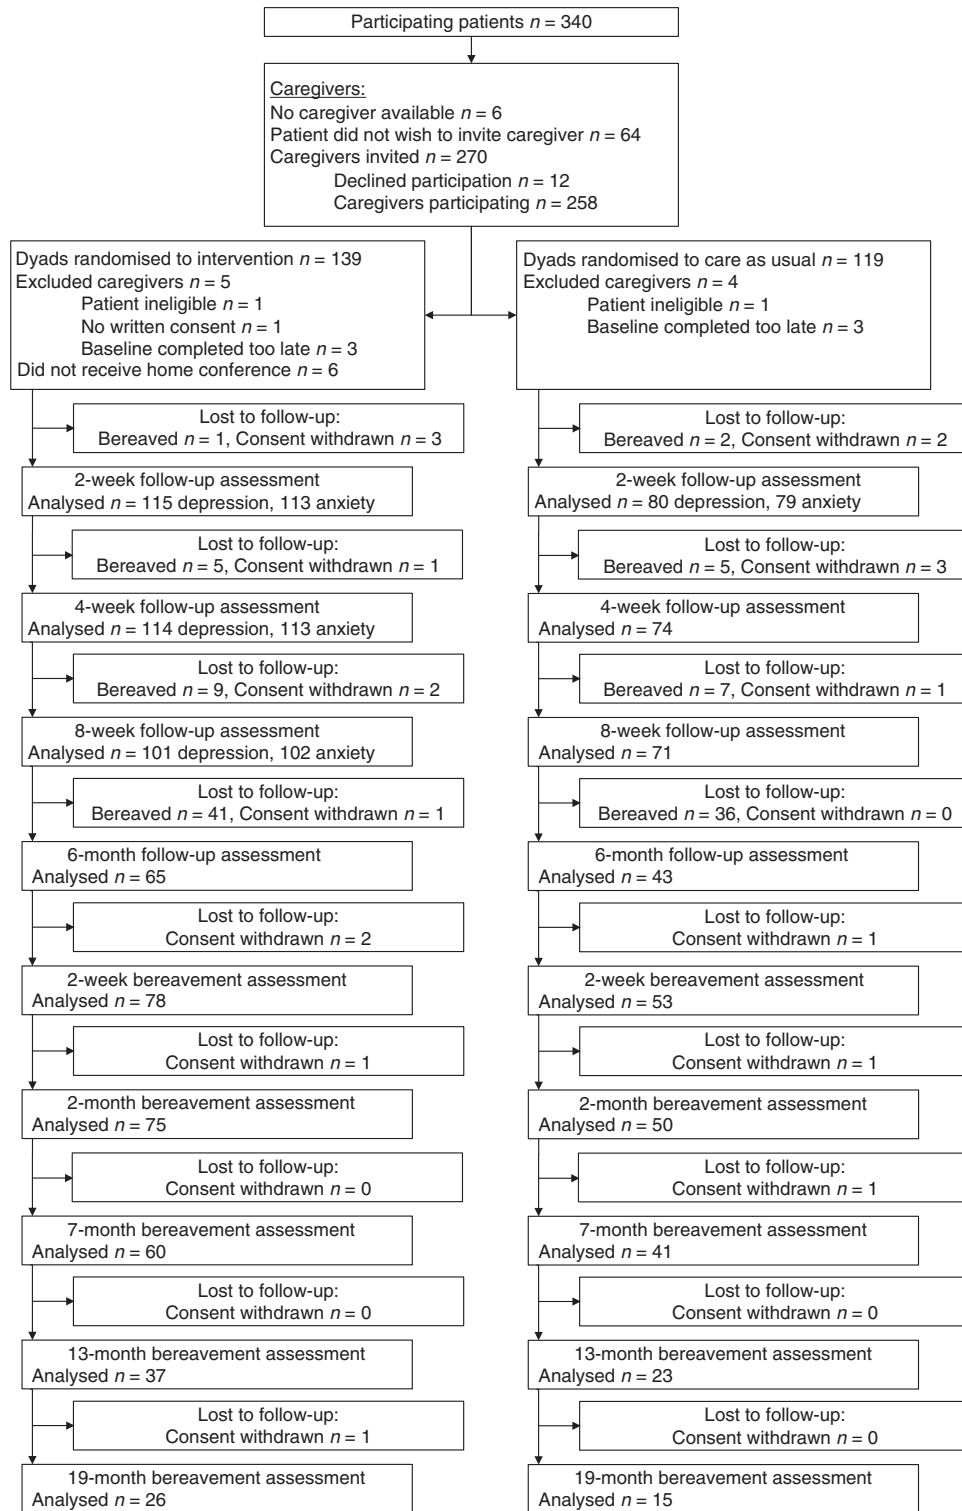 Participating patients n = 340
Caregivers:
No caregiver available n = 6
Patient did not wish to invite caregiver n = 64
Caregivers invited n = 270
Declined participation n = 12
Caregivers participating n = 258
Dyads randomised to intervention n = 139
Excluded caregivers n = 5
Patient ineligible n = 1
No written consent n = 1
Baseline completed too late n = 3
Did not receive home conference n = 6
Dyads randomised to care as usual n = 119
Excluded caregivers n = 4
Patient ineligible n = 1
Baseline completed too late n = 3
Lost to follow-up:
Bereaved n = 1, Consent withdrawn n = 3
Lost to follow-up:
Bereaved n = 2, Consent withdrawn n = 2
2-week follow-up assessment
Analysed n = 115 depression, 113 anxiety
2-week follow-up assessment
Analysed n = 80 depression, 79 anxiety
Lost to follow-up:
Bereaved n = 5, Consent withdrawn n = 1
Lost to follow-up:
Bereaved n = 5, Consent withdrawn n = 3
4-week follow-up assessment
Analysed n = 114 depression, 113 anxiety
4-week follow-up assessment
Analysed n = 74
Lost to follow-up:
Bereaved n = 9, Consent withdrawn n = 2
Lost to follow-up:
Bereaved n = 7, Consent withdrawn n = 1
8-week follow-up assessment
Analysed n = 101 depression, 102 anxiety
8-week follow-up assessment
Analysed n = 71
Lost to follow-up:
Bereaved n = 41, Consent withdrawn n = 1
Lost to follow-up:
Bereaved n = 36, Consent withdrawn n = 0
6-month follow-up assessment
Analysed n = 65
6-month follow-up assessment
Analysed n = 43
Lost to follow-up:
Consent withdrawn n = 2
Lost to follow-up:
Consent withdrawn n = 1
2-week bereavement assessment
Analysed n = 78
2-week bereavement assessment
Analysed n = 53
Lost to follow-up:
Consent withdrawn n = 1
Lost to follow-up:
Consent withdrawn n = 1
2-month bereavement assessment
Analysed n = 75
2-month bereavement assessment
Analysed n = 50
Lost to follow-up:
Consent withdrawn n = 0
Lost to follow-up:
Consent withdrawn n = 1
7-month bereavement assessment
Analysed n = 60
7-month bereavement assessment
Analysed n = 41
Lost to follow-up:
Consent withdrawn n = 0
Lost to follow-up:
Consent withdrawn n = 0
13-month bereavement assessment
Analysed n = 37
13-month bereavement assessment
Analysed n = 23
Lost to follow-up:
Consent withdrawn n = 1
Lost to follow-up:
Consent withdrawn n = 0
19-month bereavement assessment
Analysed n = 26
19-month bereavement assessment
Analysed n = 15